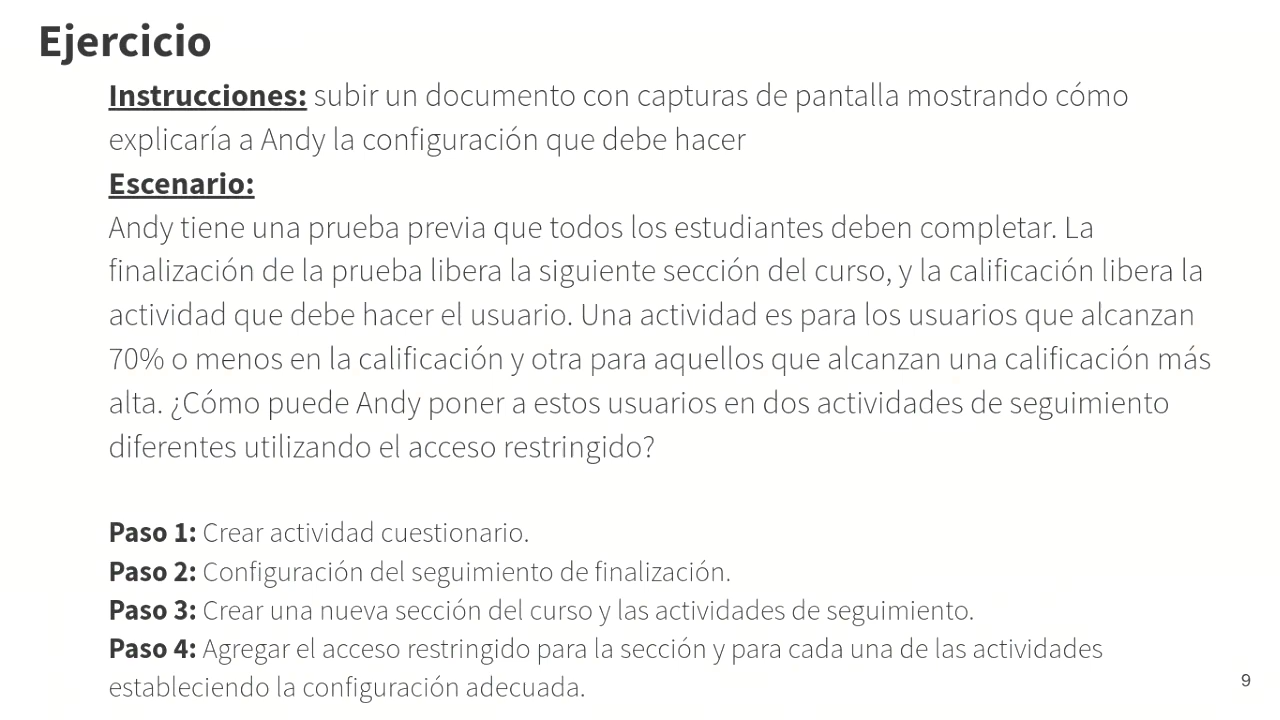 Ejercicio
Instrucciones: subir un documento con capturas de pantalla mostrando cómo
explicaría a Andy la configuración que debe hacer
Escenario:
Andy tiene una prueba previa que todos los estudiantes deben completar. La
finalización de la prueba libera la siguiente sección del curso, y la calificación libera la
actividad que debe hacer el usuario. Una actividad es para los usuarios que alcanzan
70% o menos en la calificación y otra para aquellos que alcanzan una calificación más
alta. ¿Cómo puede Andy poner a estos usuarios en dos actividades de seguimiento
diferentes utilizando el acceso restringido?
Paso 1: Crear actividad cuestionario.
Paso 2: Configuración del seguimiento de finalización.
Paso 3: Crear una nueva sección del curso y las actividades de seguimiento.
Paso 4: Agregar el acceso restringido para la sección y para cada una de las actividades
estableciendo la configuración adecuada.
9